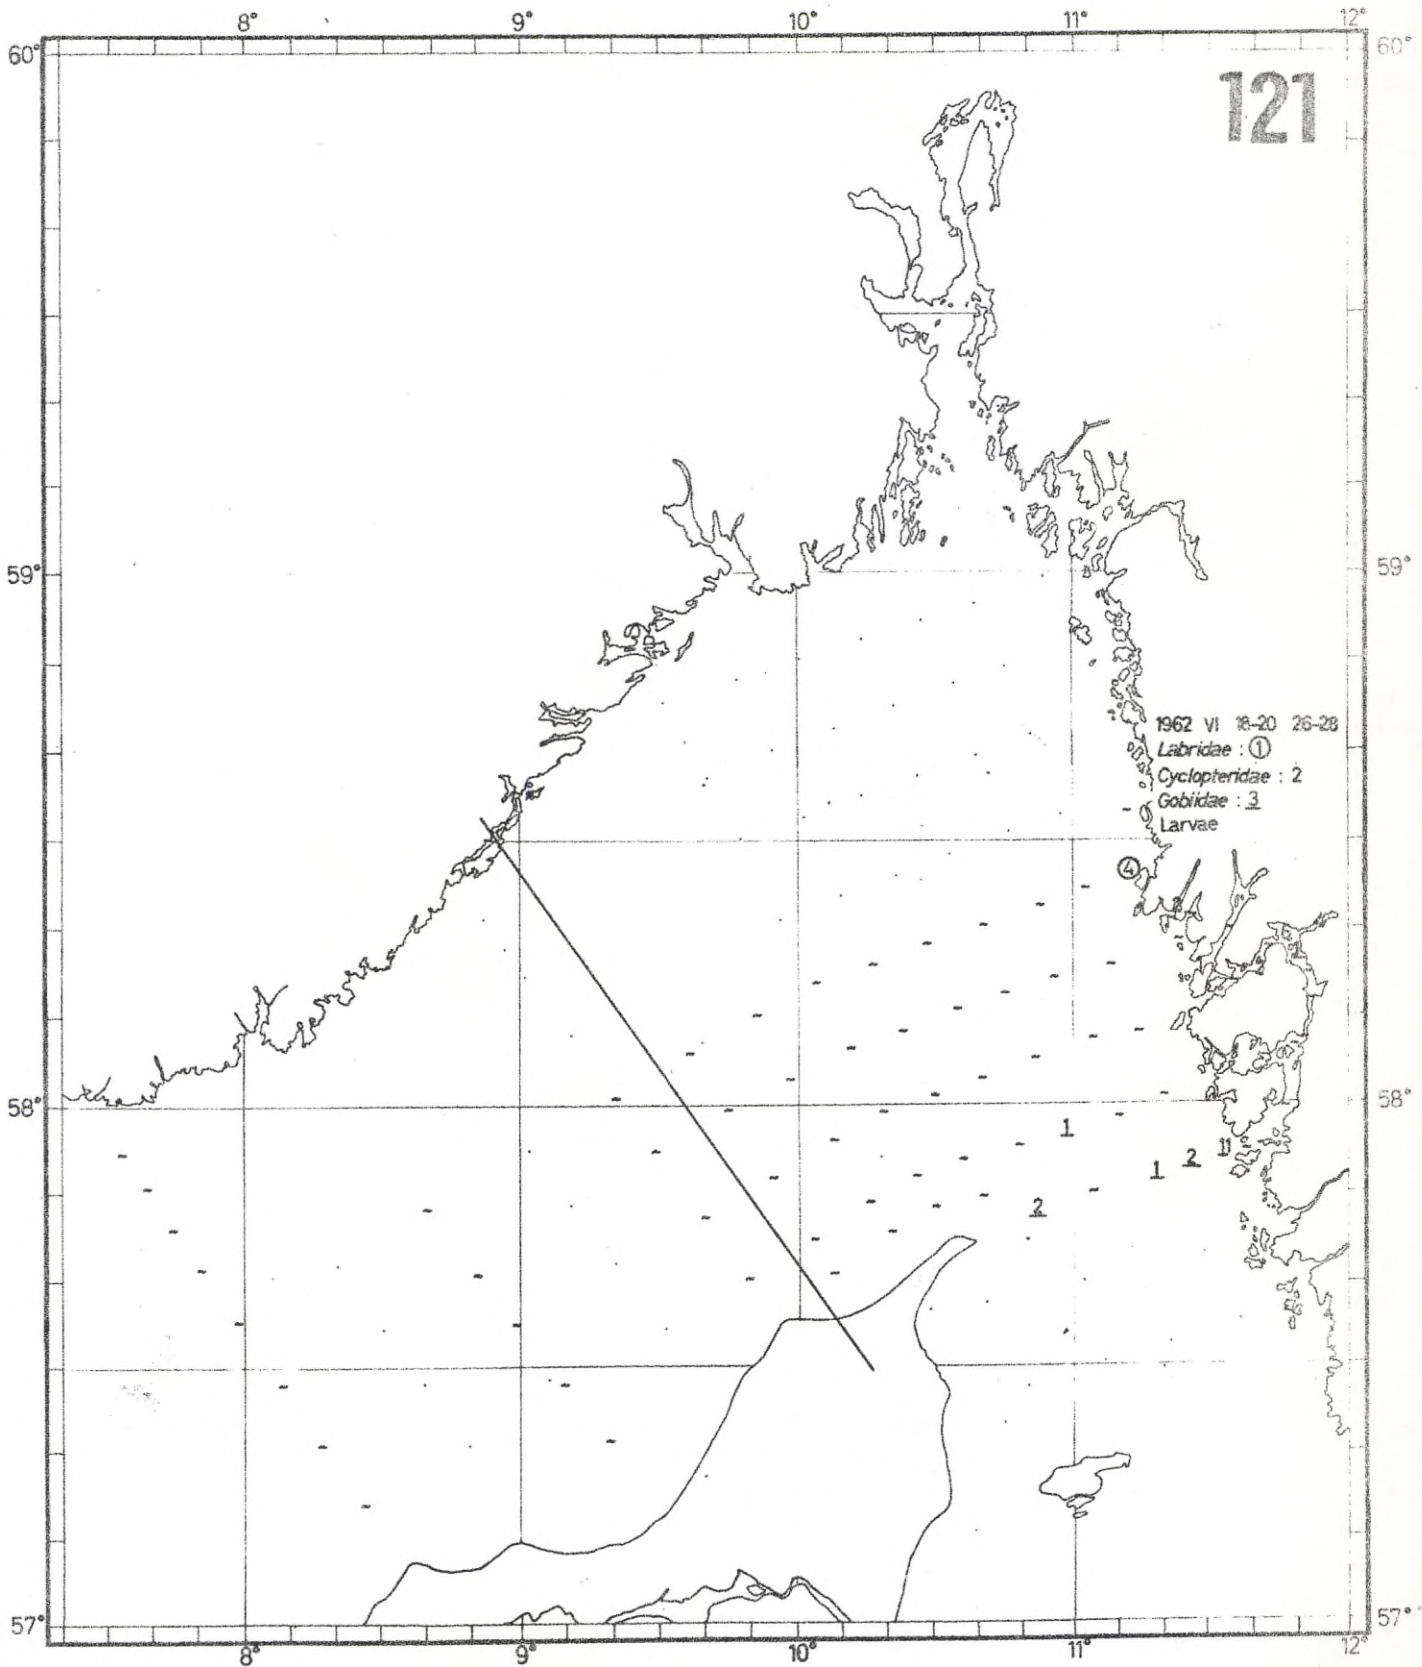 8° 9° 10° 11° 12°
60° 60°
121
59° 59°
1962 VI 18-20 26-28
Labridae : ①
Cyclopteridae : 2
Gobiidae : 3
Larvae
④
58° 58°
1
11
1 2
2
57° 57°
8° 9° 10° 11° 12°